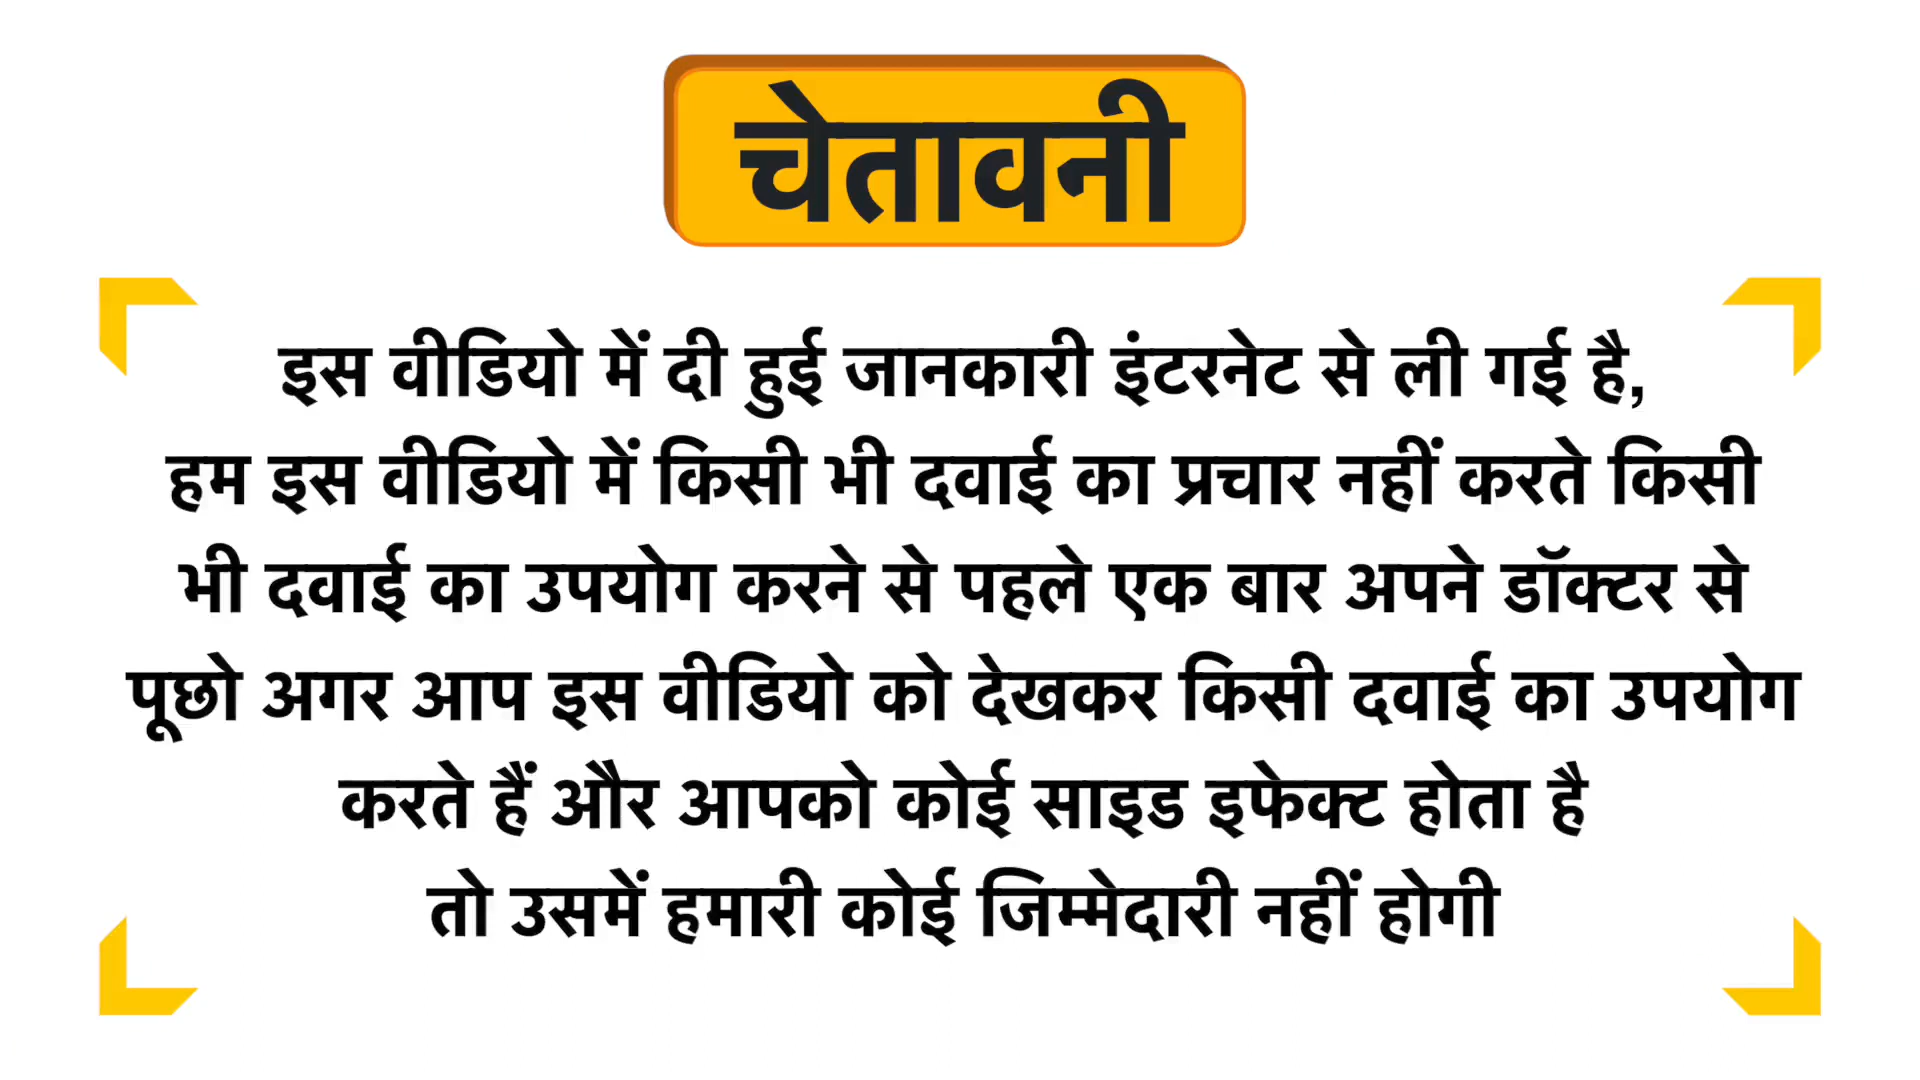 चेतावनी
इस वीडियो में दी हुई जानकारी इंटरनेट से ली गई है,
हम इस वीडियो में किसी भी दवाई का प्रचार नहीं करते किसी
भी दवाई का उपयोग करने से पहले एक बार अपने डॉक्टर से
पूछो अगर आप इस वीडियो को देखकर किसी दवाई का उपयोग
करते हैं और आपको कोई साइड इफेक्ट होता है
तो उसमें हमारी कोई जिम्मेदारी नहीं होगी